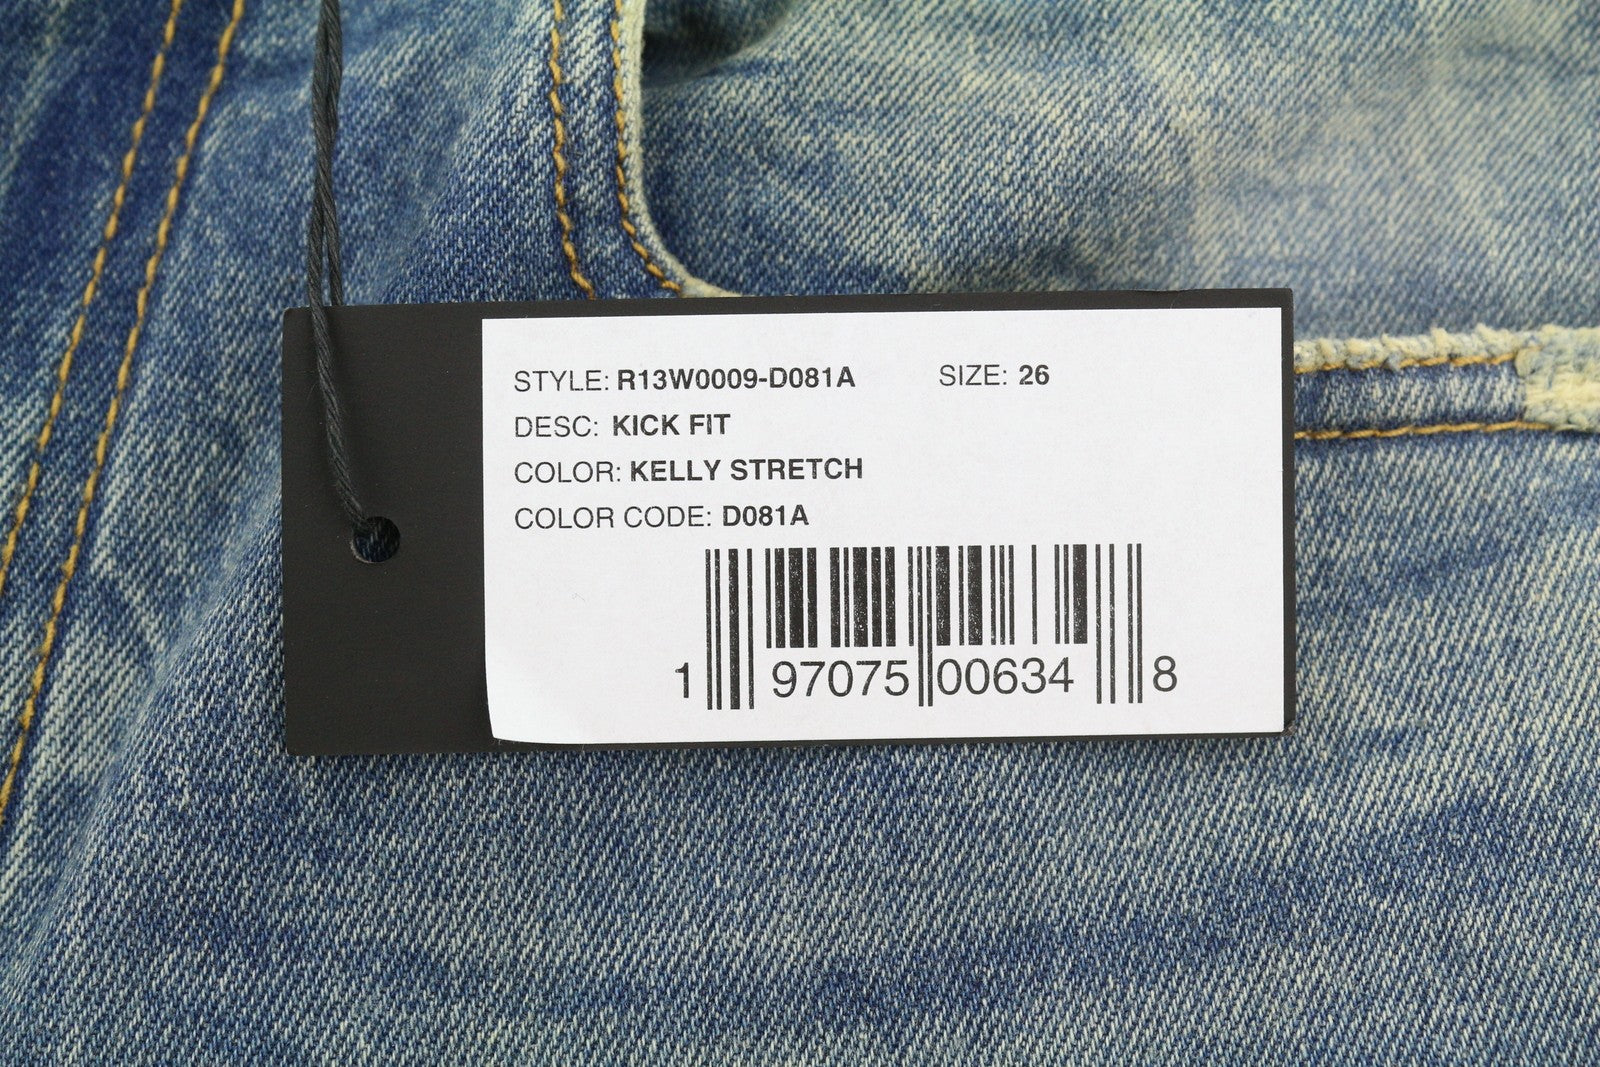 STYLE: R13W0009-D081A SIZE: 26
DESC: KICK FIT
COLOR: KELLY STRETCH
COLOR CODE: D081A
1 97075 00634 8